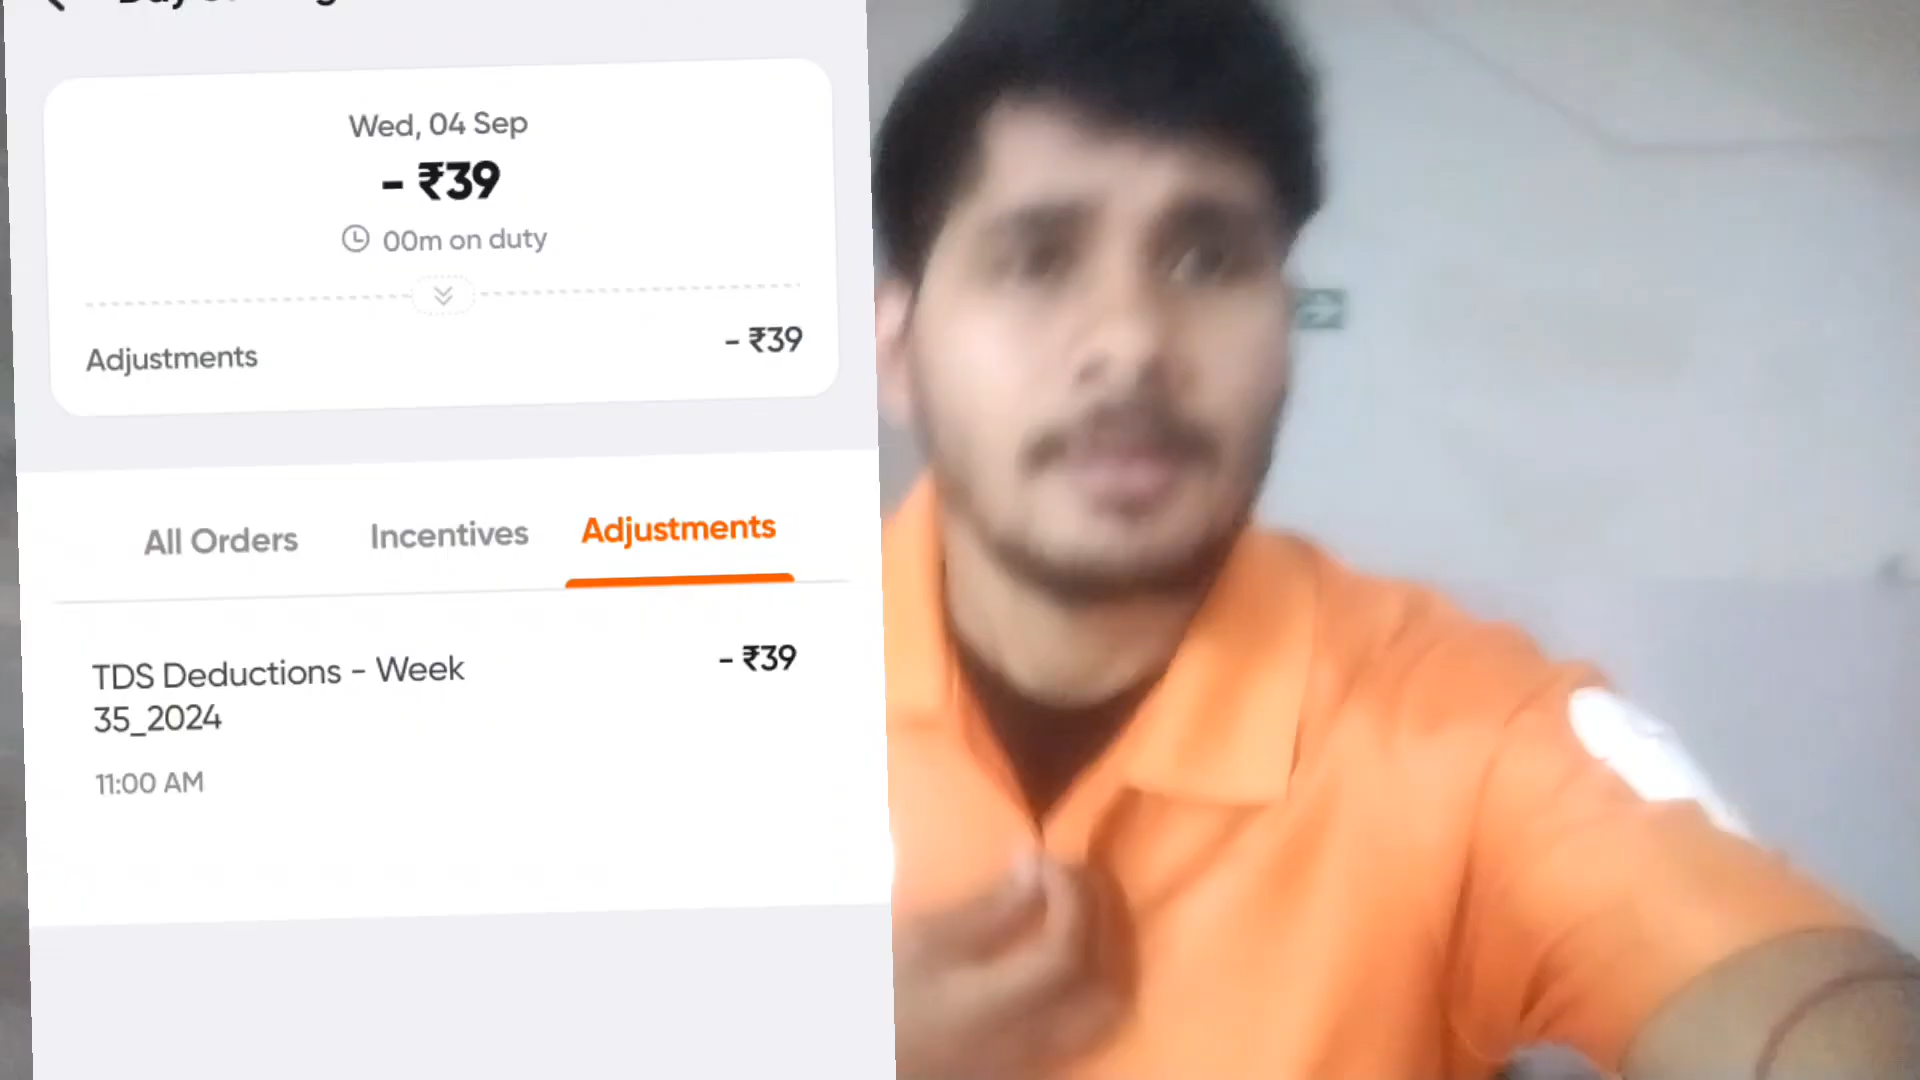 Wed, 04 Sep
- ₹39
00m on duty
Adjustments
- ₹39
All Orders
Incentives
Adjustments
TDS Deductions - Week
35_2024
- ₹39
11:00 AM